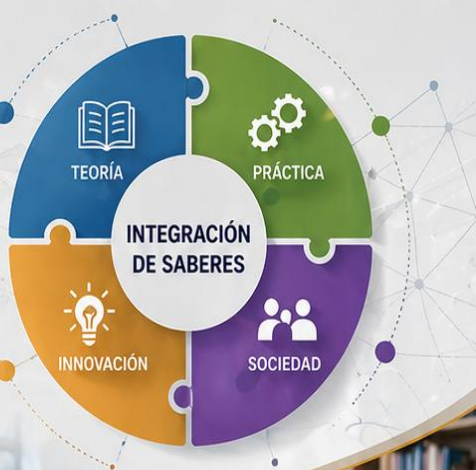 TEORÍA
PRÁCTICA
INTEGRACIÓN
DE SABERES
INNOVACIÓN
SOCIEDAD